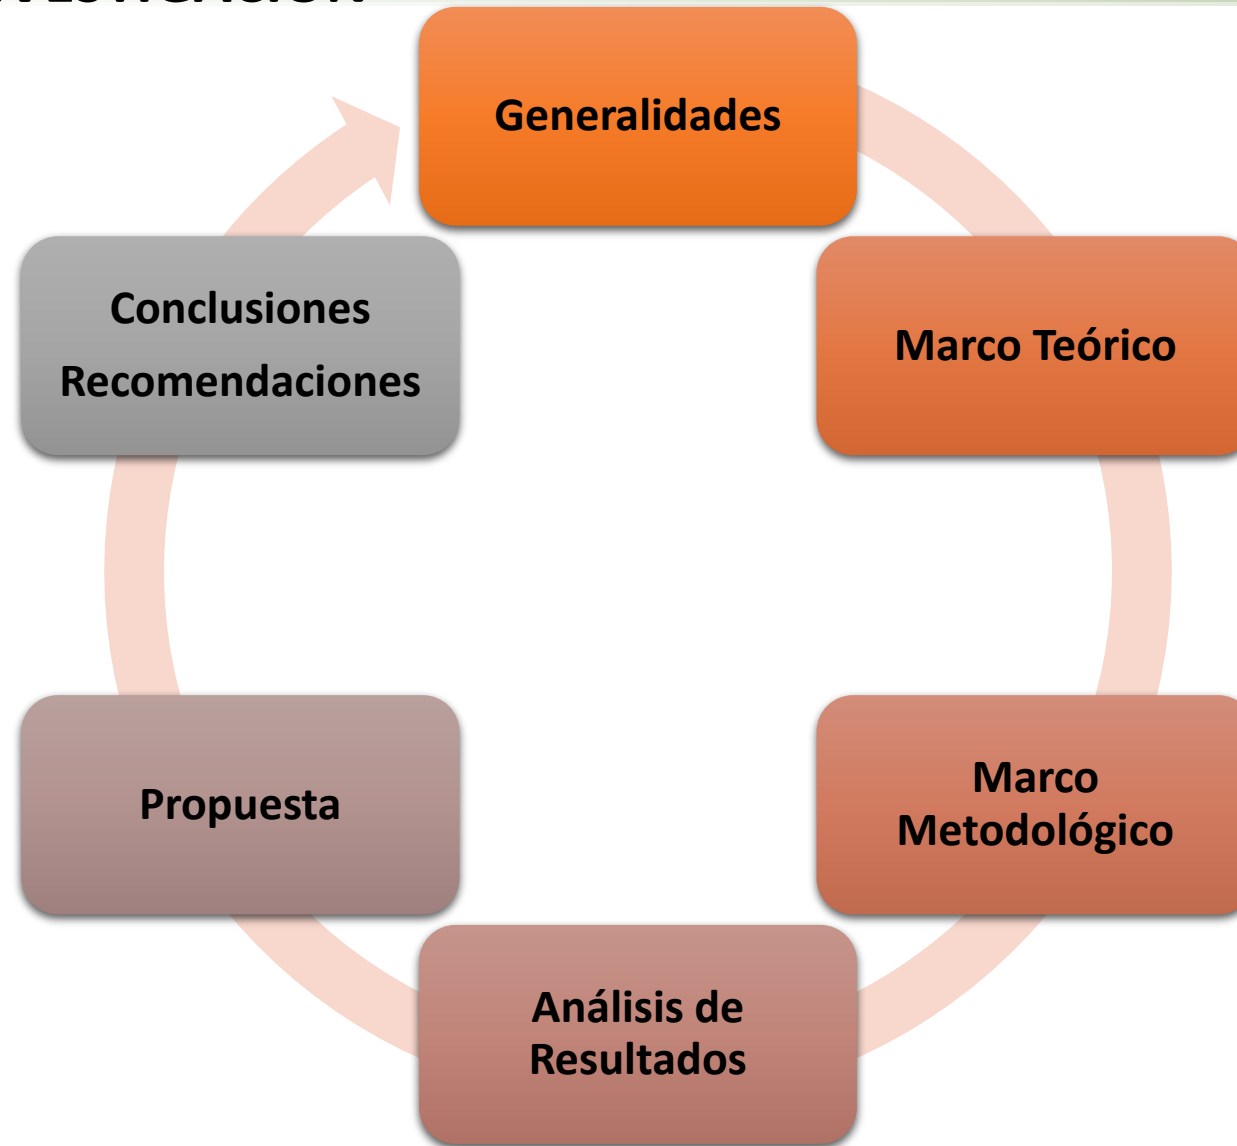 Generalidades
Marco Teórico
Marco
Metodológico
Análisis de
Resultados
Propuesta
Conclusiones
Recomendaciones